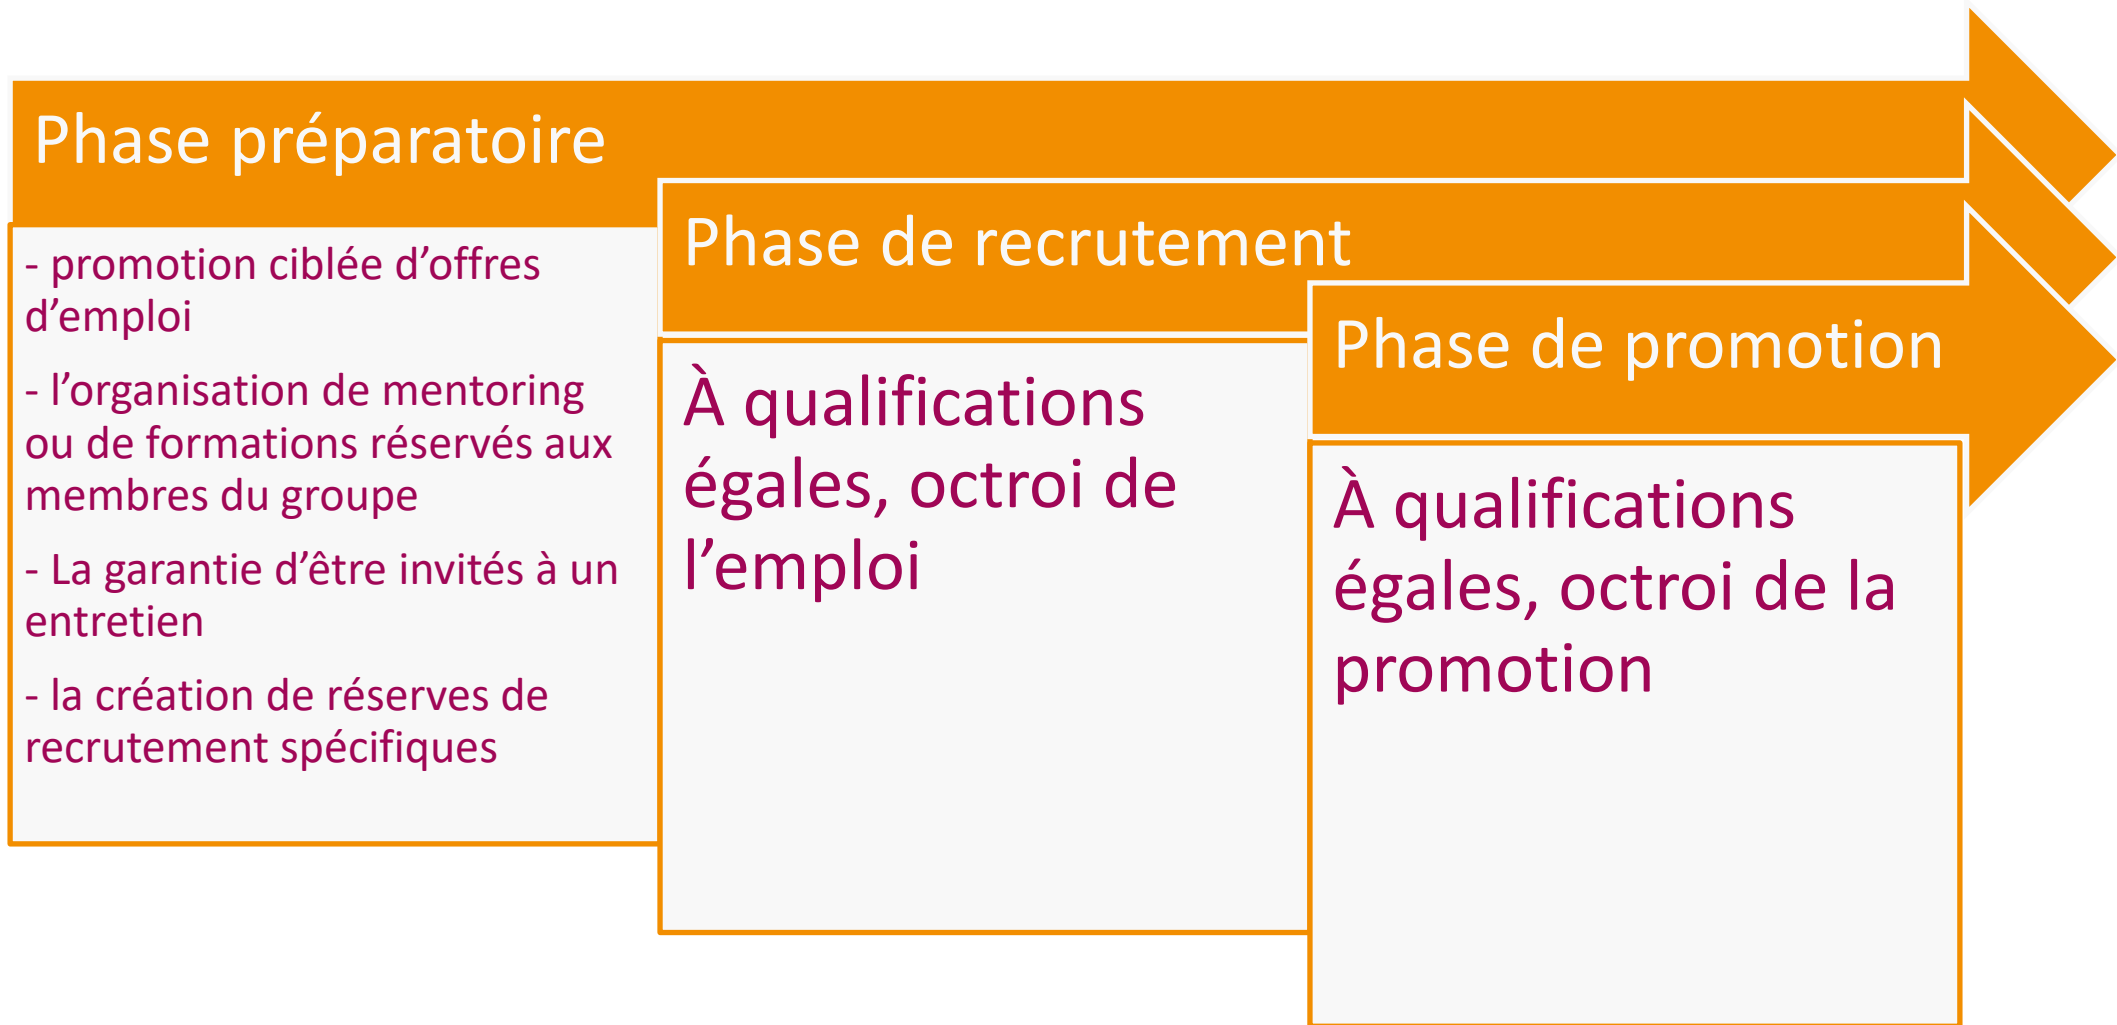 Phase préparatoire
- promotion ciblée d’offres
d’emploi
- l’organisation de mentoring
ou de formations réservés aux
membres du groupe
- La garantie d’être invités à un
entretien
- la création de réserves de
recrutement spécifiques
Phase de recrutement
À qualifications
égales, octroi de
l’emploi
Phase de promotion
À qualifications
égales, octroi de la
promotion